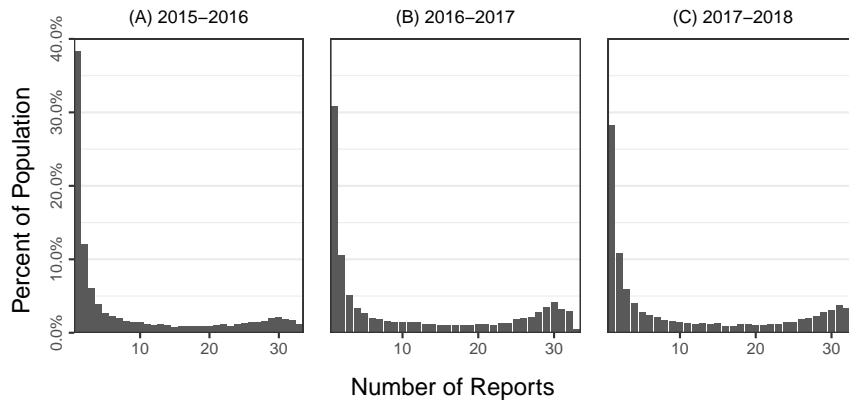 (A) 2015–2016 (B) 2016–2017 (C) 2017–2018
Percent of Population
40.0%
30.0%
20.0%
10.0%
0.0%
10 20 30 10 20 30 10 20 30
Number of Reports